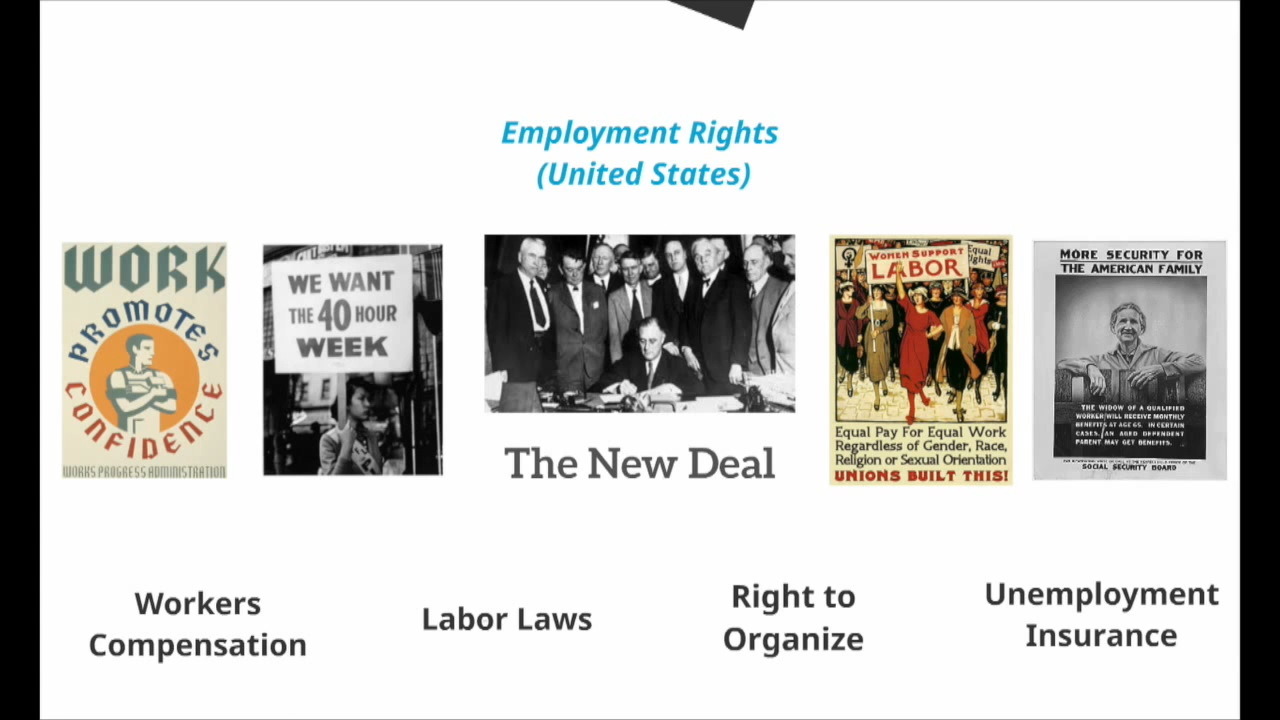 Employment Rights
(United States)
WORK
PROMOTES
CONFIDENCE
WORKS PROGRESS ADMINISTRATION
WE WANT
THE 40 HOUR
WEEK
The New Deal
WOMEN SUPPORT
LABOR
Equal
Rights
Equal Pay For Equal Work
Regardless of Gender, Race,
Religion or Sexual Orientation
UNIONS BUILT THIS!
MORE SECURITY FOR
THE AMERICAN FAMILY
THE WIDOW OF A QUALIFIED
WORKER WILL RECEIVE MONTHLY
BENEFITS AT AGE 65. IN CERTAIN
CASES, AN AGED DEPENDENT
PARENT MAY GET BENEFITS.
SOCIAL SECURITY BOARD
Workers
Compensation
Labor Laws
Right to
Organize
Unemployment
Insurance